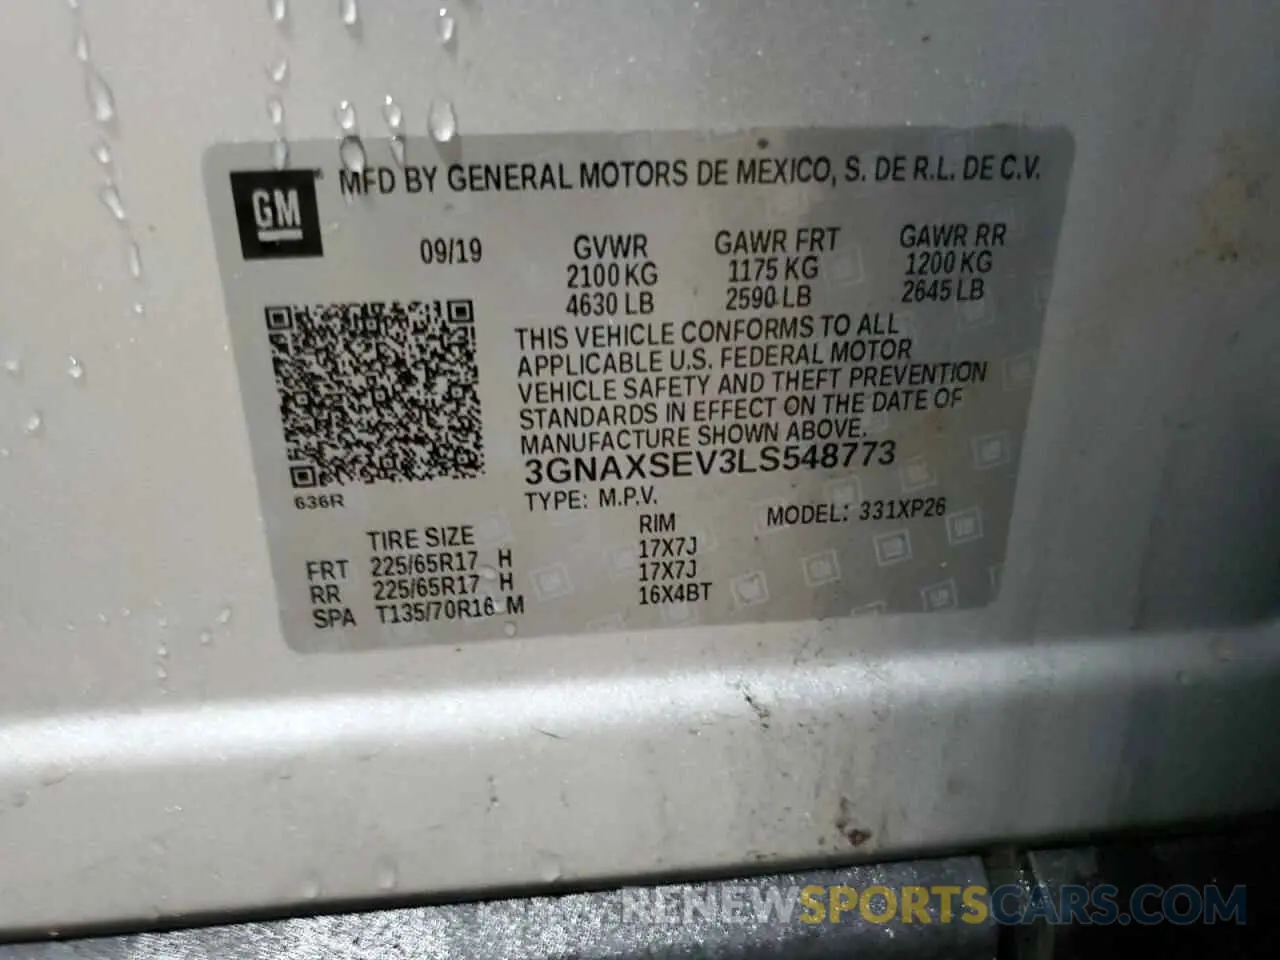 GM
MFD BY GENERAL MOTORS DE MEXICO, S. DE R.L. DE C.V.
09/19 GVWR GAWR FRT GAWR RR
2100 KG 1175 KG 1200 KG
4630 LB 2590 LB 2645 LB
THIS VEHICLE CONFORMS TO ALL
APPLICABLE U.S. FEDERAL MOTOR
VEHICLE SAFETY AND THEFT PREVENTION
STANDARDS IN EFFECT ON THE DATE OF
MANUFACTURE SHOWN ABOVE.
3GNAXSEV3LS548773
636R
TYPE: M.P.V. MODEL: 331XP26
TIRE SIZE RIM
FRT 225/65R17 H 17X7J
RR 225/65R17 H 17X7J
SPA T135/70R16 M 16X4BT
RENEWSPORTSCARS.COM